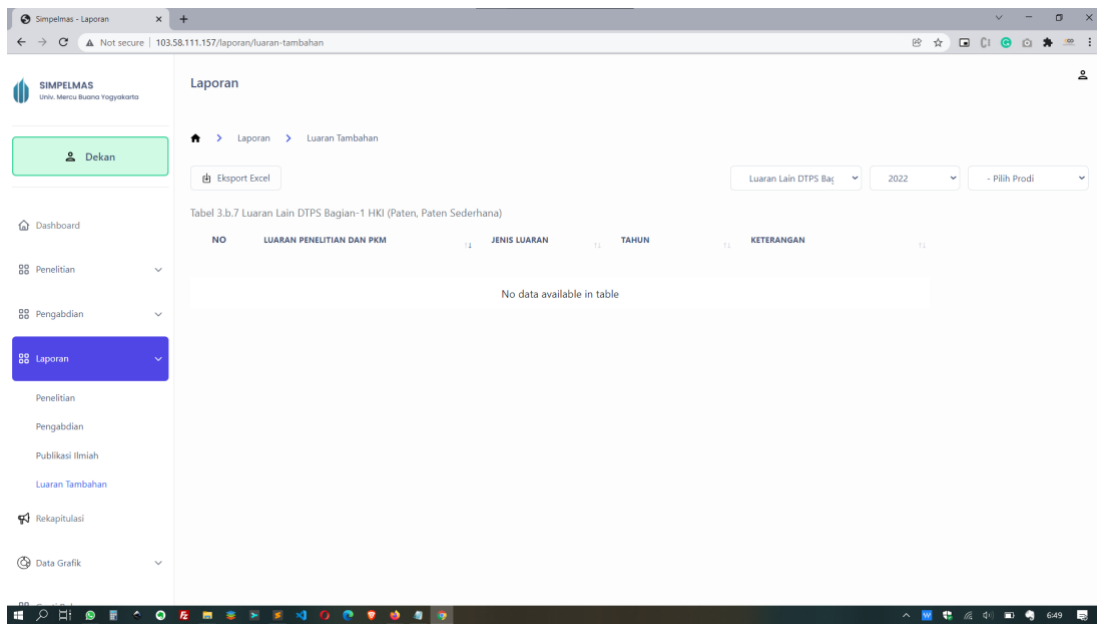 Simpelmas - Laporan
Not secure | 103.58.111.157/laporan/luaran-tambahan
SIMPELMAS
Univ. Mercu Buana Yogyakarta
Laporan
Dekan
Laporan > Luaran Tambahan
Eksport Excel
Luaran Lain DTPS Bag
2022
- Pilih Prodi
Tabel 3.b.7 Luaran Lain DTPS Bagian-1 HKI (Paten, Paten Sederhana)
NO LUARAN PENELITIAN DAN PKM JENIS LUARAN TAHUN KETERANGAN
No data available in table
Dashboard
Penelitian
Pengabdian
Laporan
Penelitian
Pengabdian
Publikasi Ilmiah
Luaran Tambahan
Rekapitulasi
Data Grafik
6:49